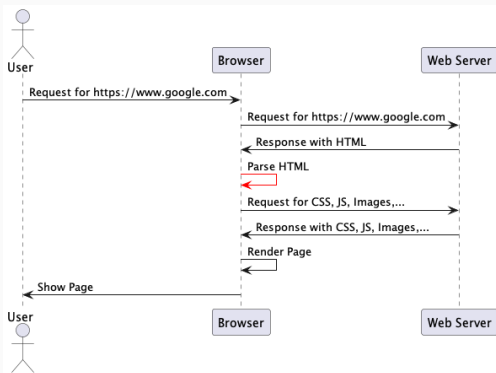 User
Browser
Web Server
Request for https://www.google.com
Request for https://www.google.com
Response with HTML
Parse HTML
Request for CSS, JS, Images,...
Response with CSS, JS, Images,...
Render Page
Show Page
User
Browser
Web Server